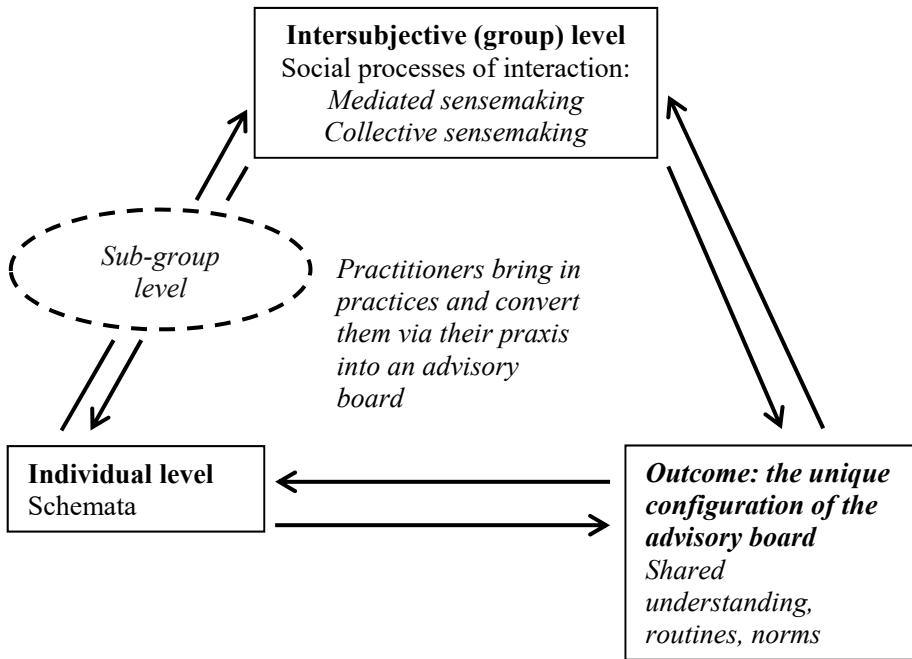 Intersubjective (group) level
Social processes of interaction:
Mediated sensemaking
Collective sensemaking
Sub-group
level
Practitioners bring in
practices and convert
them via their praxis
into an advisory
board
Individual level
Schemata
Outcome: the unique
configuration of the
advisory board
Shared
understanding,
routines, norms